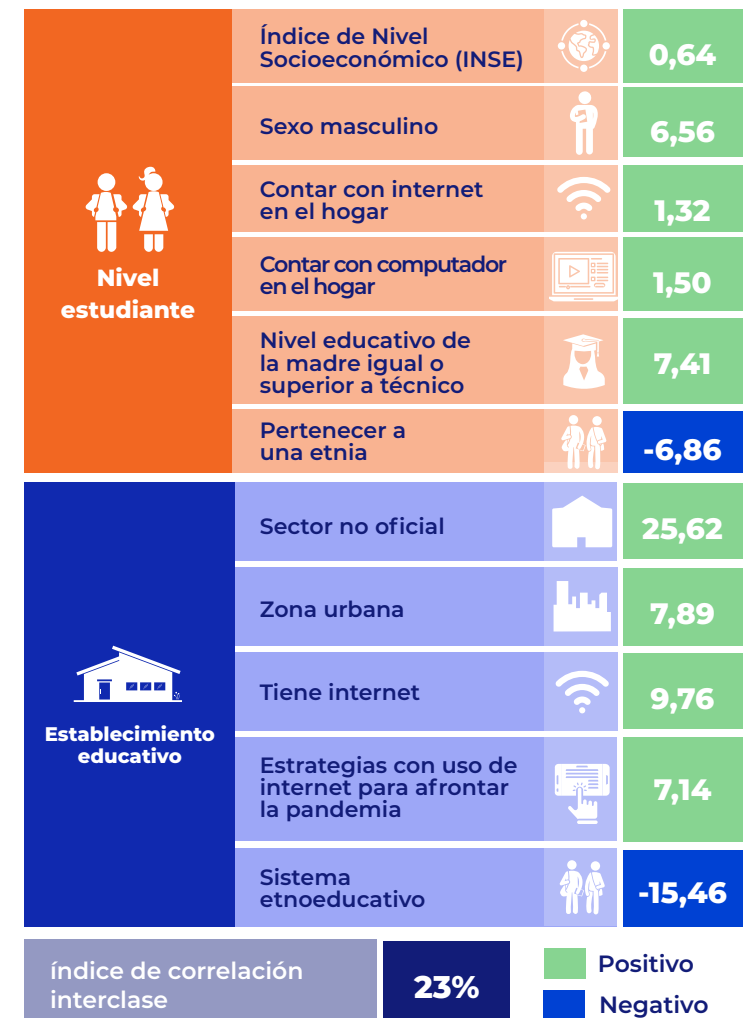 Nivel
estudiante
Índice de Nivel
Socioeconómico (INSE)
0,64
Sexo masculino
6,56
Contar con internet
en el hogar
1,32
Contar con computador
en el hogar
1,50
Nivel educativo de
la madre igual o
superior a técnico
7,41
Pertenecer a
una etnia
-6,86
Establecimiento
educativo
Sector no oficial
25,62
Zona urbana
7,89
Tiene internet
9,76
Estrategias con uso de
internet para afrontar
la pandemia
7,14
Sistema
etnoeducativo
-15,46
índice de correlación
interclase
23%
Positivo
Negativo